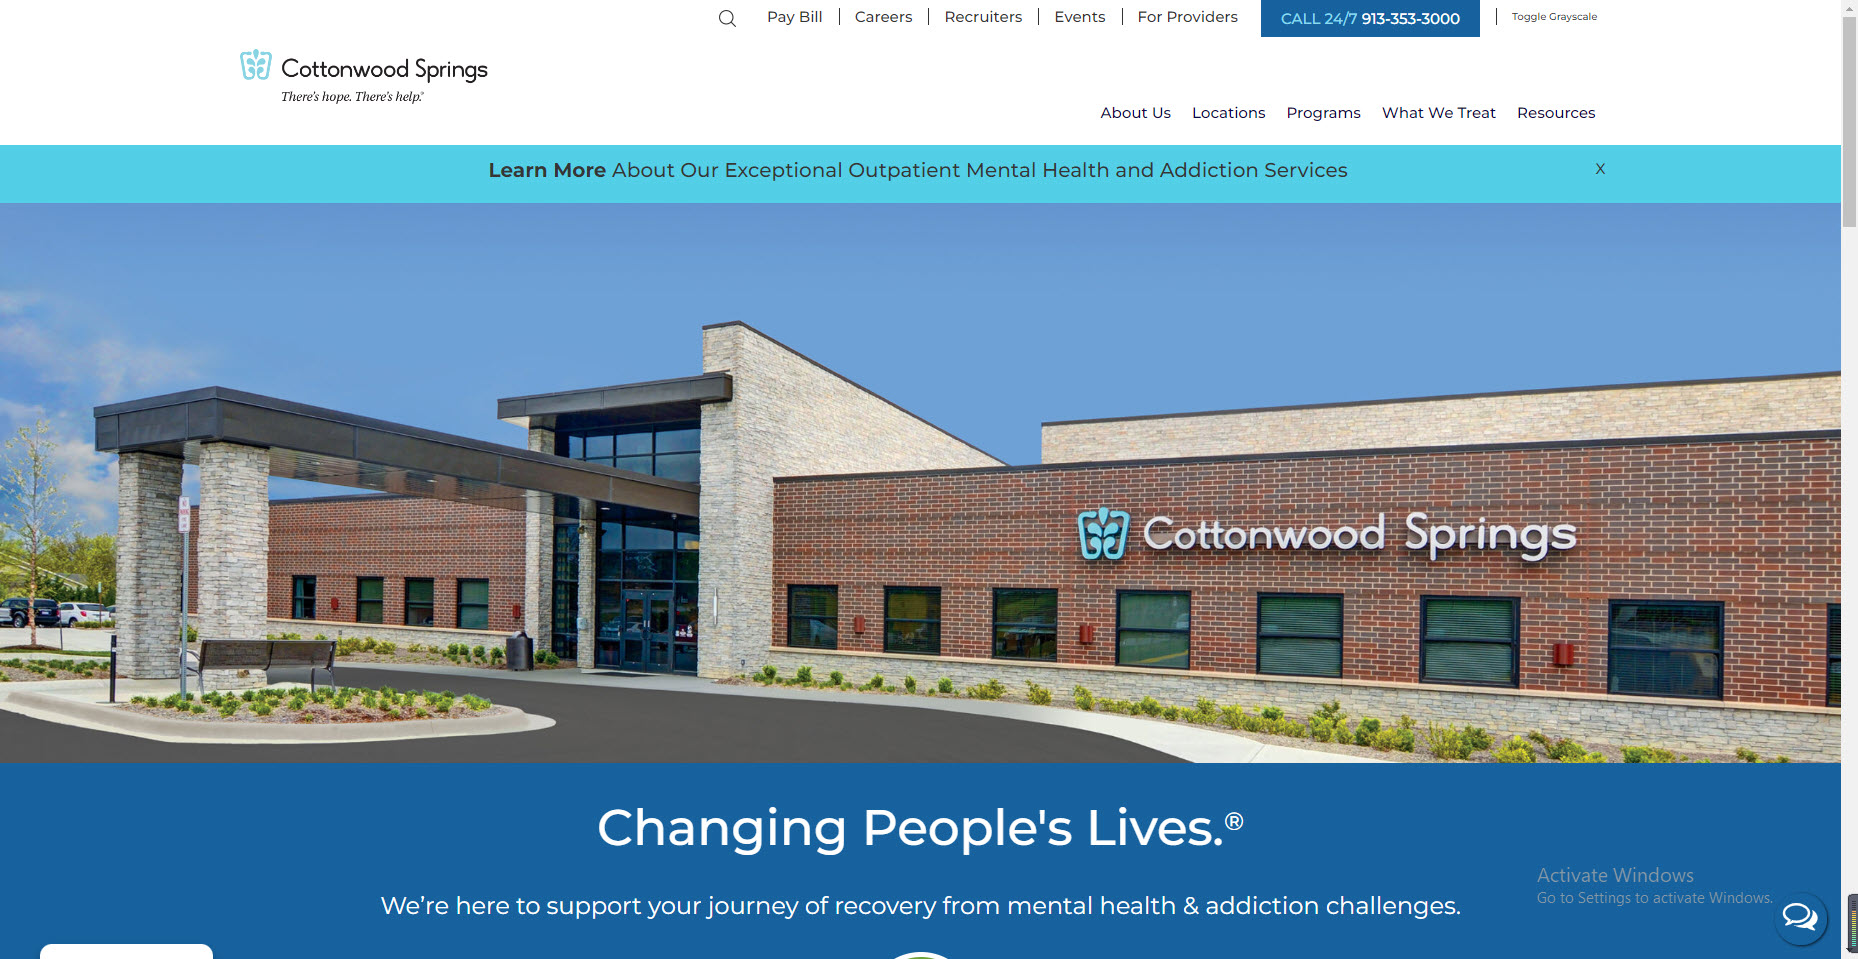 Pay Bill
Careers
Recruiters
Events
For Providers
CALL 24/7 913-353-3000
Toggle Grayscale
Cottonwood Springs
There's hope. There's help.®
About Us
Locations
Programs
What We Treat
Resources
Learn More About Our Exceptional Outpatient Mental Health and Addiction Services
X
Cottonwood Springs
Changing People's Lives.®
We’re here to support your journey of recovery from mental health & addiction challenges.
Activate Windows
Go to Settings to activate Windows.